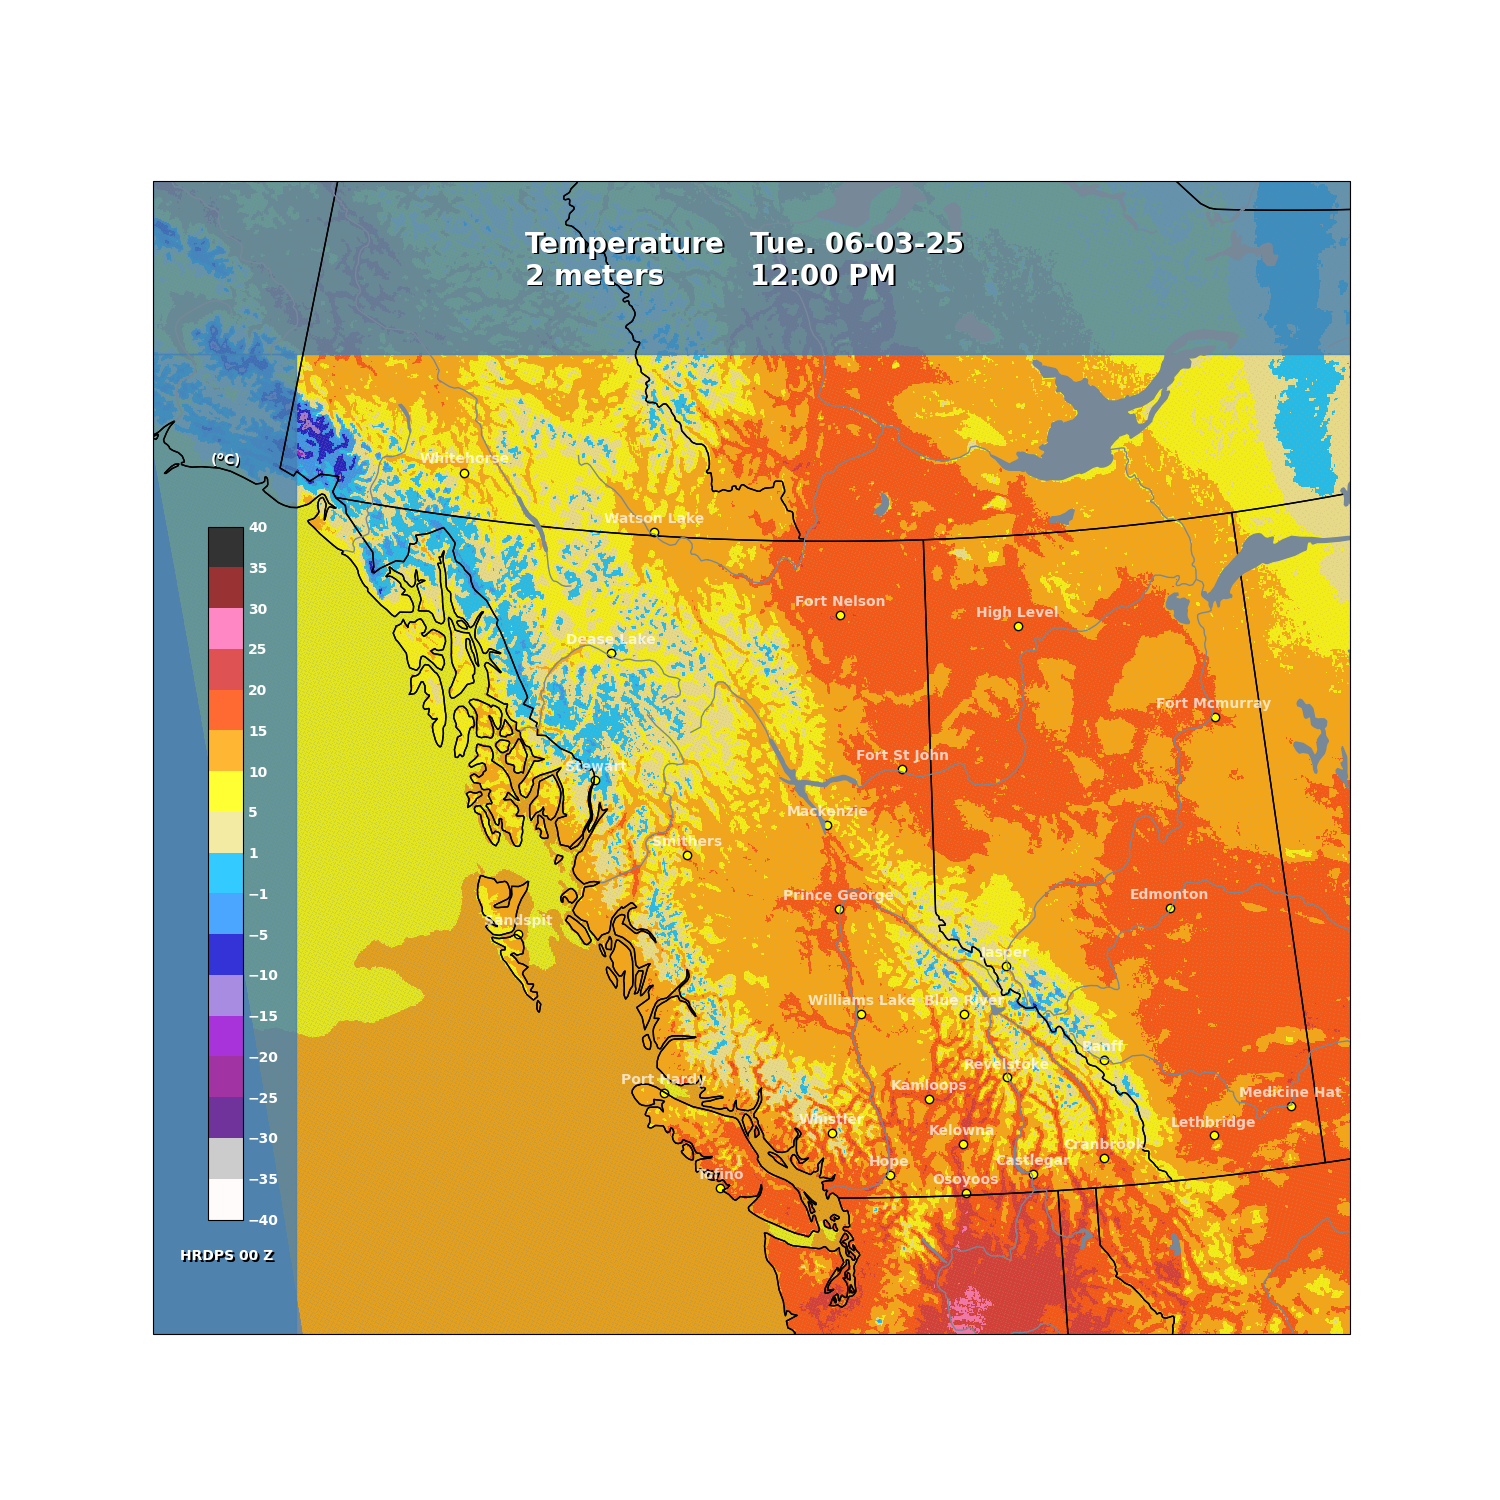 Temperature Tue. 06-03-25
2 meters 12:00 PM
Whitehorse
(°C)
Watson Lake
40
35
30
25
20
15
10
5
1
−1
−5
−10
−15
−20
−25
−30
−35
−40
Fort Nelson
High Level
Dease Lake
Fort Mcmurray
Fort St John
Stewart
Mackenzie
Smithers
Prince George
Edmonton
Sandspit
Jasper
Williams Lake
Blue River
Banff
Revelstoke
Port Hardy
Kamloops
Medicine Hat
Whistler
Lethbridge
Kelowna
Cranbrook
Hope
Castlegar
Tofino
Osoyoos
HRDPS 00 Z